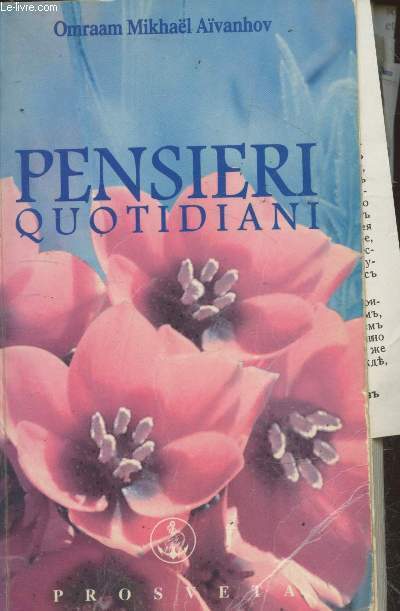 Le-livre.com
Omraam Mikhaël Aïvanhov
PENSIERI
QUOTIDIANI
PROSVETA